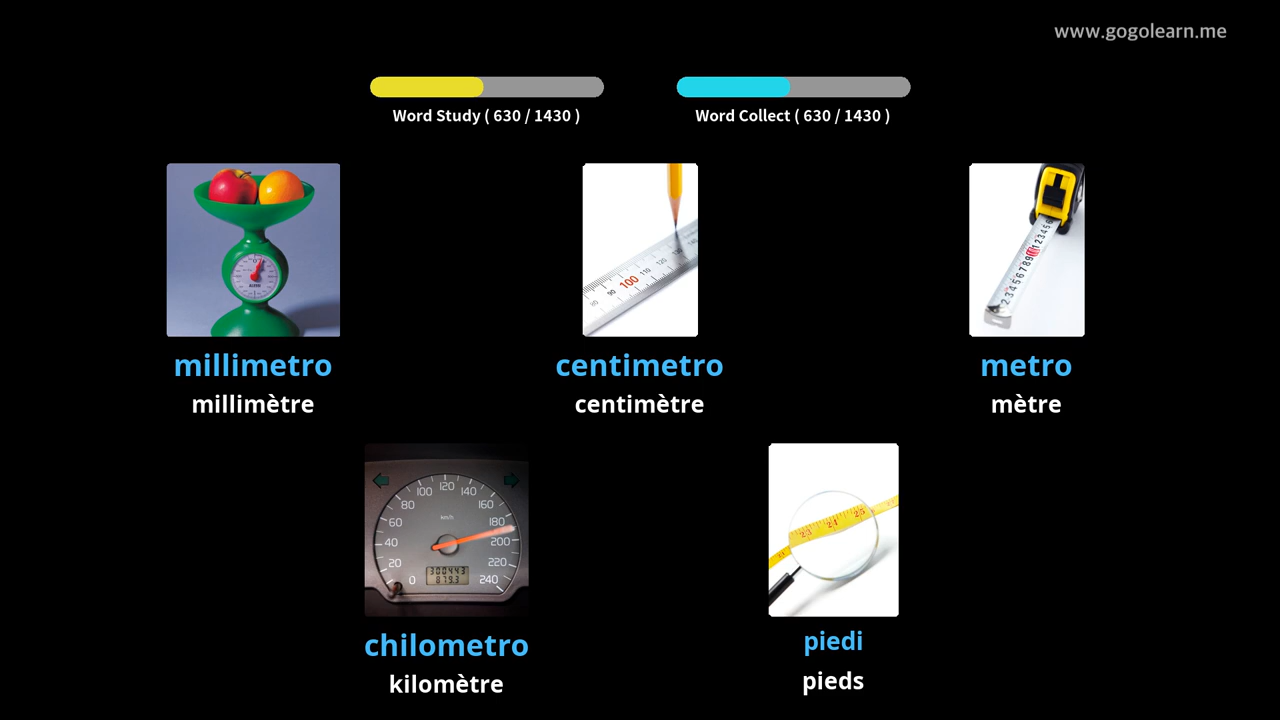 www.gogolearn.me
Word Study ( 630 / 1430 )
Word Collect ( 630 / 1430 )
millimetro
centimetro
metro
millimètre
centimètre
mètre
chilometro
piedi
kilomètre
pieds